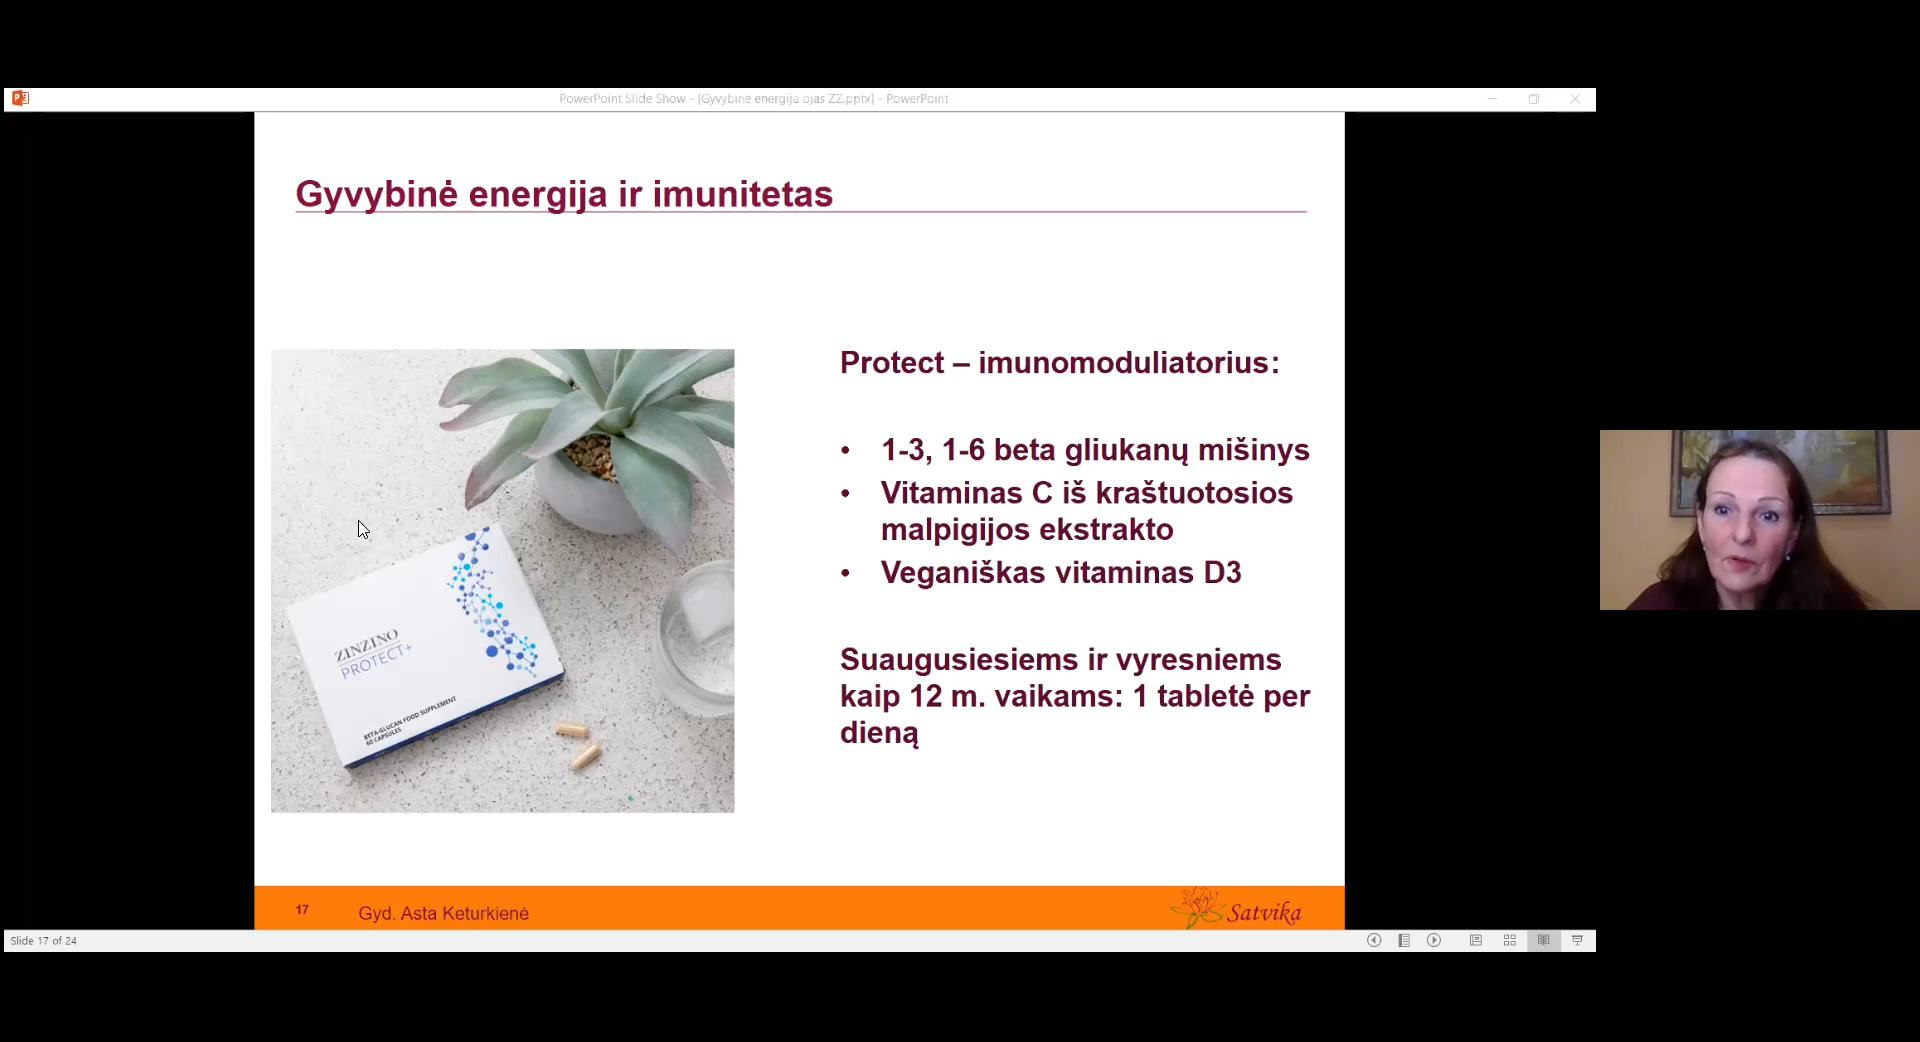 PowerPoint Slide Show - [Gyvybine energija ojas ZZ.pptx] - PowerPoint
Gyvybinė energija ir imunitetas
Protect – imunomoduliatorius:
• 1-3, 1-6 beta gliukanų mišinys
• Vitaminas C iš kraštuotosios
malpigijos ekstrakto
• Veganiškas vitaminas D3
Suaugusiesiems ir vyresniems
kaip 12 m. vaikams: 1 tabletė per
dieną
ZINZINO
PROTECT+
BETA-GLUCAN FOOD SUPPLEMENT
60 CAPSULES
17
Gyd. Asta Keturkienė
Satvika
Slide 17 of 24